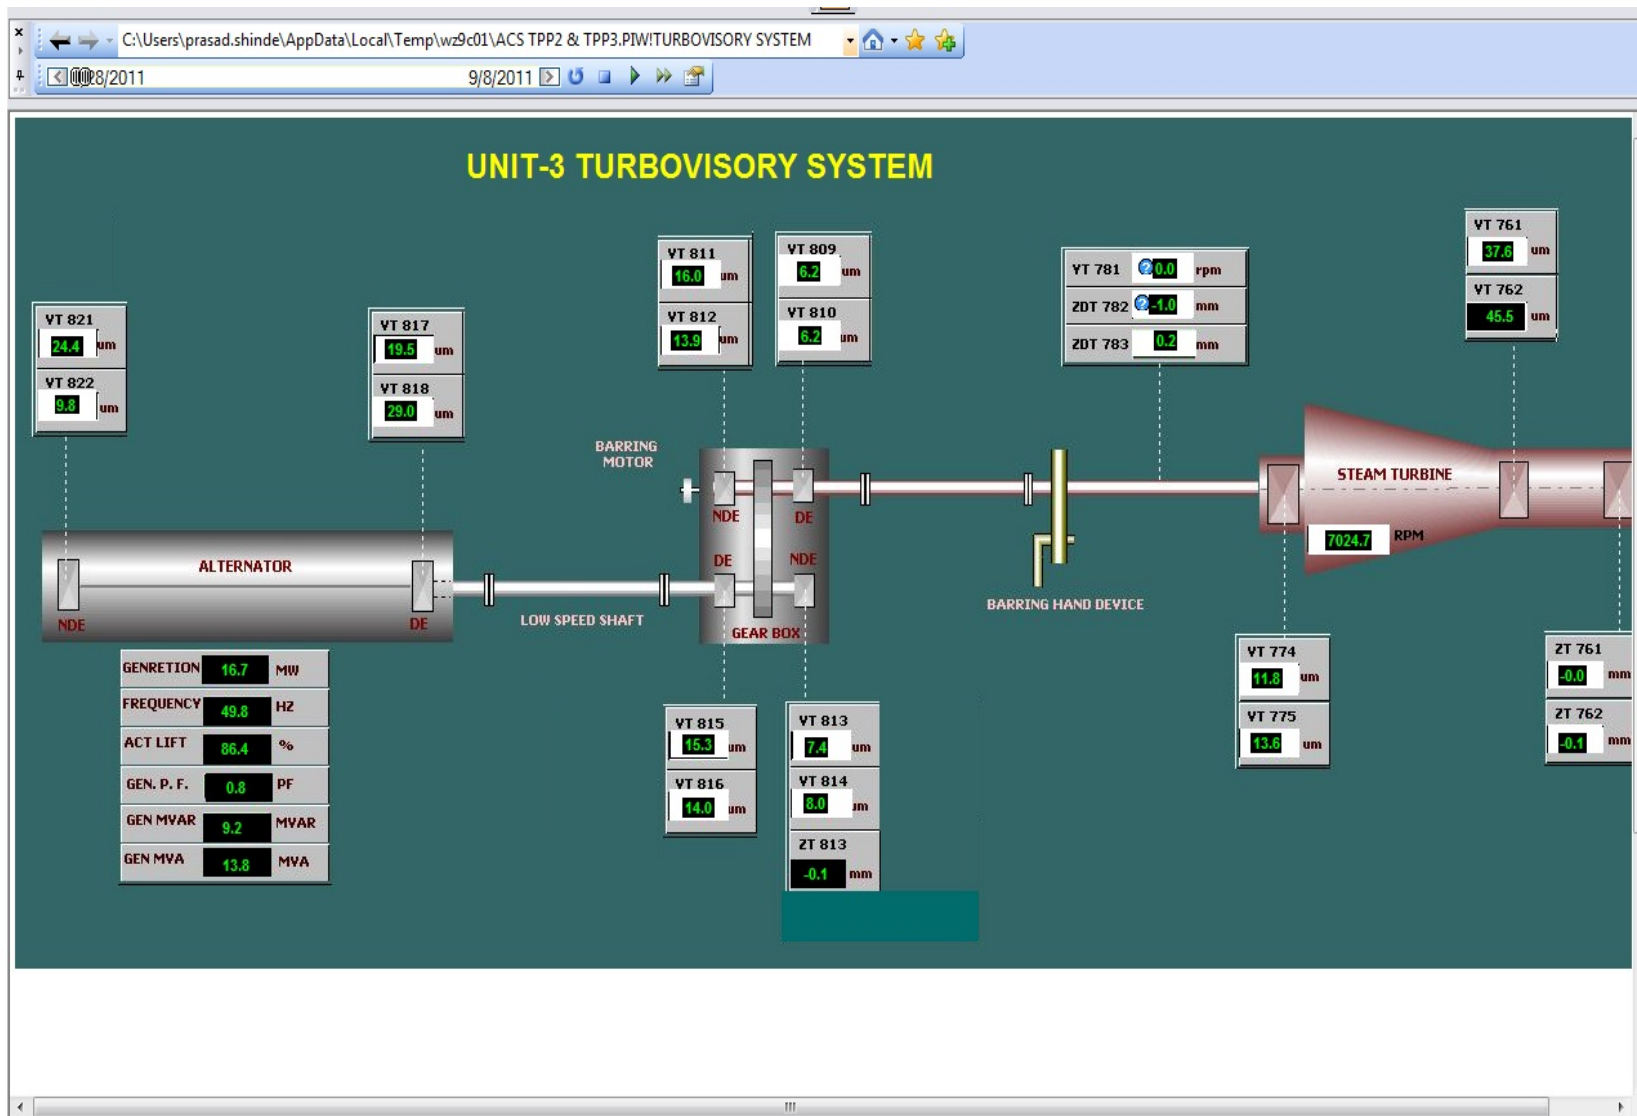 C:\Users\prasad.shinde\AppData\Local\Temp\wz9c01\ACS TPP2 & TPP3.PIW!TURBOVISORY SYSTEM
9/8/2011
UNIT-3 TURBOVISORY SYSTEM
VT 821
24.4 um
VT 822
9.8 um
VT 817
19.5 um
VT 818
29.0 um
VT 811
16.0 um
VT 812
13.9 um
VT 809
6.2 um
VT 810
6.2 um
YT 781 0.0 rpm
ZDT 782 -1.0 mm
ZDT 783 0.2 mm
VT 761
37.6 um
VT 762
45.5 um
BARRING
MOTOR
NDE DE
DE NDE
GEAR BOX
STEAM TURBINE
7024.7 RPM
ALTERNATOR
NDE DE
LOW SPEED SHAFT
BARRING HAND DEVICE
GENRETION 16.7 MW
FREQUENCY 49.8 HZ
ACT LIFT 86.4 %
GEN. P. F. 0.8 PF
GEN MVAR 9.2 MVAR
GEN MVA 13.8 MVA
VT 815
15.3 um
VT 816
14.0 um
VT 813
7.4 um
VT 814
8.0 um
ZT 813
-0.1 mm
VT 774
11.8 um
VT 775
13.6 um
ZT 761
-0.0 mm
ZT 762
-0.1 mm